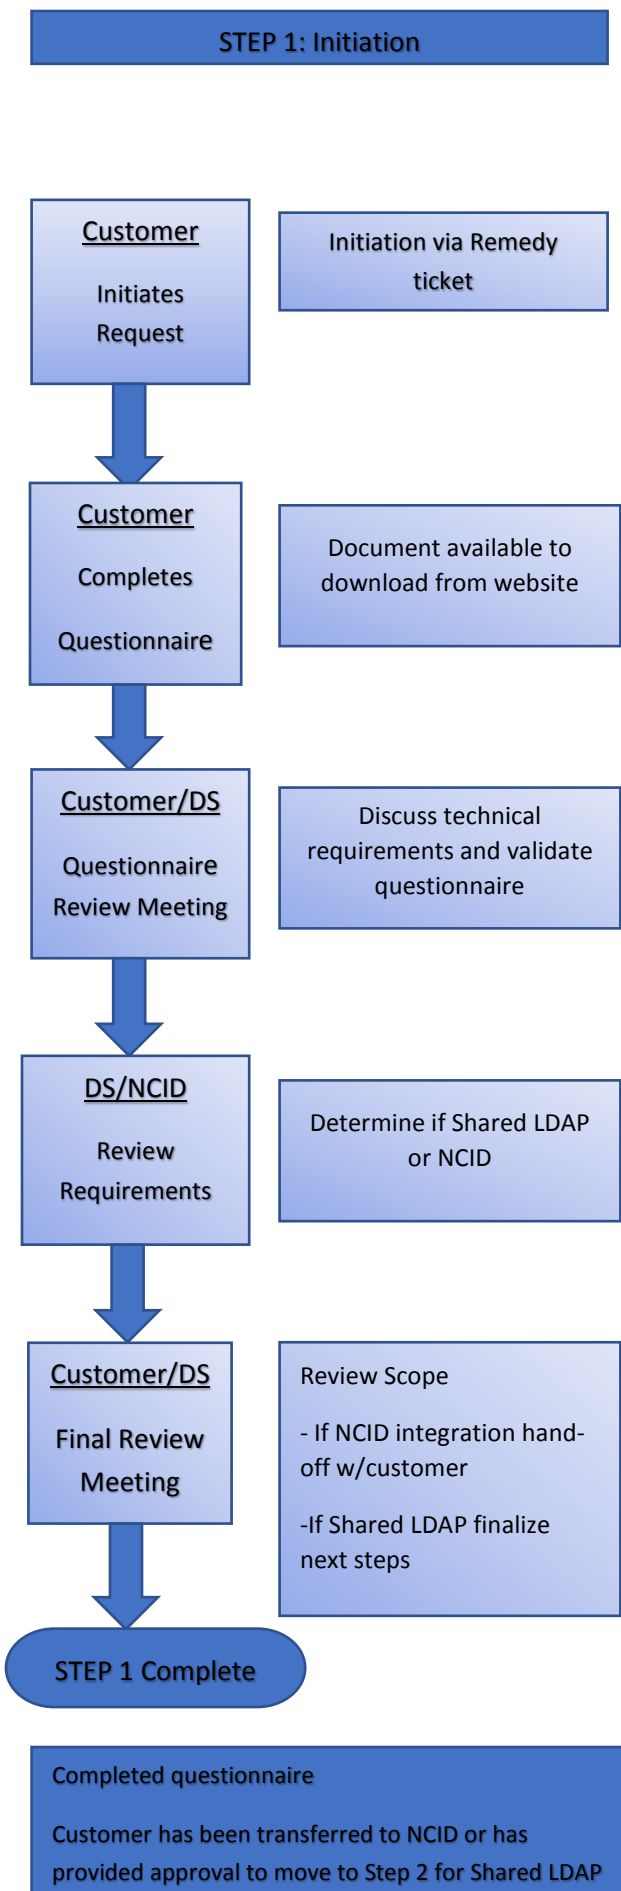 STEP 1: Initiation
Customer
Initiates
Request
Initiation via Remedy
ticket
Customer
Completes
Questionnaire
Document available to
download from website
Customer/DS
Questionnaire
Review Meeting
Discuss technical
requirements and validate
questionnaire
DS/NCID
Review
Requirements
Determine if Shared LDAP
or NCID
Customer/DS
Final Review
Meeting
Review Scope
- If NCID integration hand-
off w/customer
-If Shared LDAP finalize
next steps
STEP 1 Complete
Completed questionnaire
Customer has been transferred to NCID or has
provided approval to move to Step 2 for Shared LDAP